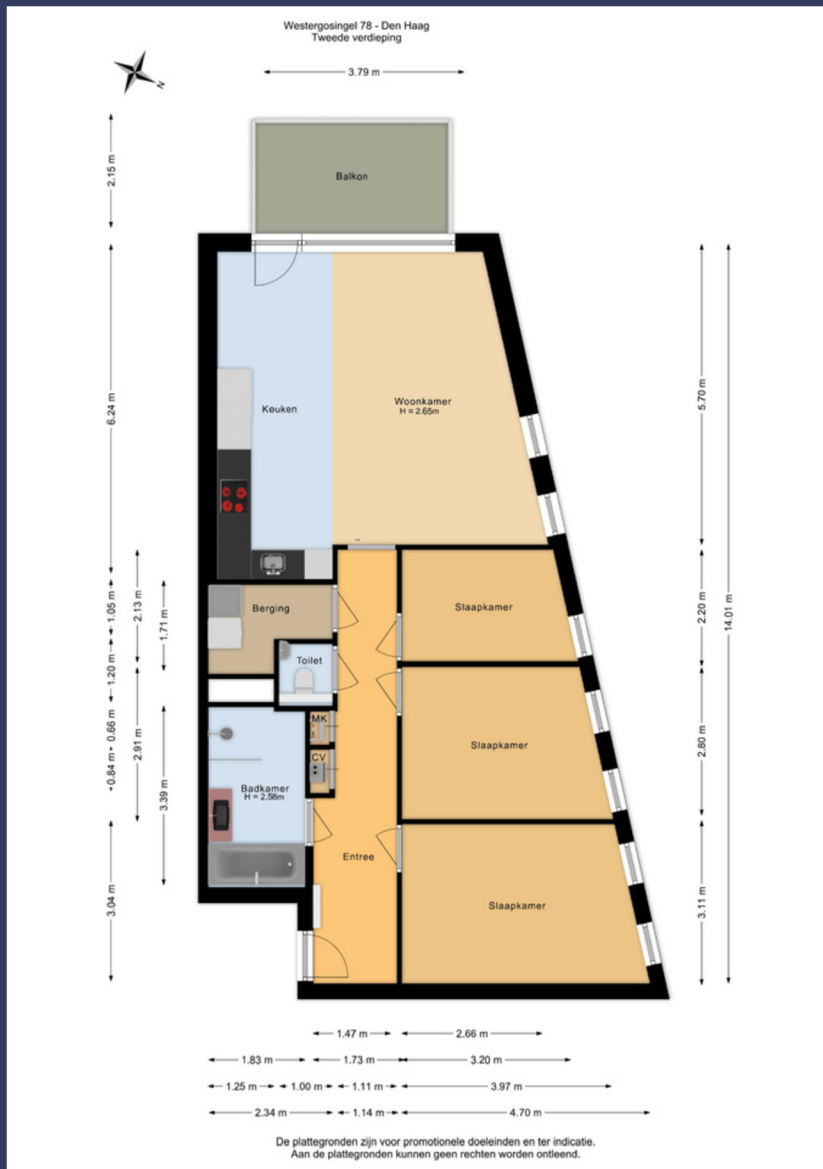 Westergosingel 78 - Den Haag
Tweede verdieping
3.79 m
N
2.15 m
Balkon
6.24 m
Keuken
Woonkamer
H = 2.65m
5.70 m
14.01 m
1.05 m
2.13 m
1.71 m
Berging
Slaapkamer
2.20 m
1.20 m
Toilet
0.66 m
0.84 m
2.91 m
3.39 m
MK
CV
Badkamer
H = 2.58m
Slaapkamer
2.80 m
3.04 m
Entree
Slaapkamer
3.11 m
1.47 m
2.66 m
1.83 m
1.73 m
3.20 m
1.25 m
1.00 m
1.11 m
3.97 m
2.34 m
1.14 m
4.70 m
De plattegronden zijn voor promotionele doeleinden en ter indicatie.
Aan de plattegronden kunnen geen rechten worden ontleend.